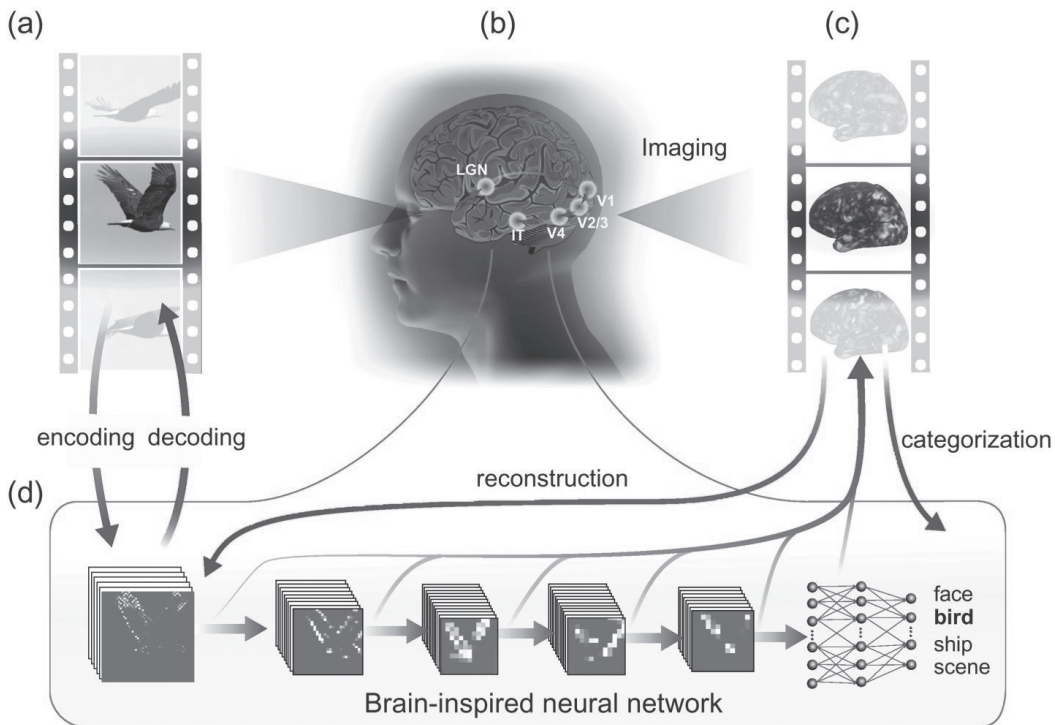 (a)
(b)
(c)
LGN
Imaging
V1
V2/3
V4
IT
encoding decoding
categorization
reconstruction
(d)
face
bird
ship
scene
Brain-inspired neural network